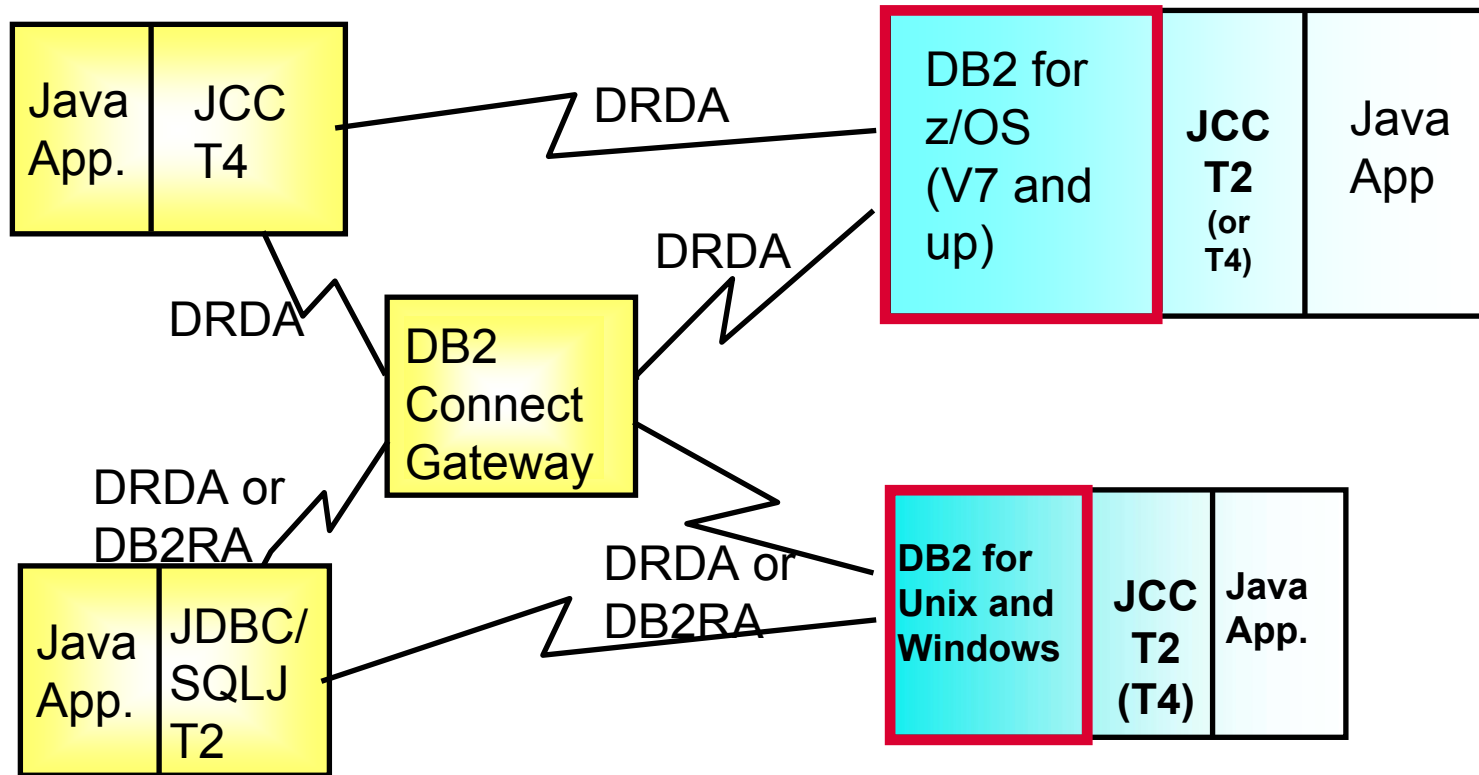 Java
App.
JCC
T4
DRDA
DB2 for
z/OS
(V7 and
up)
JCC
T2
(or
T4)
Java
App
DRDA
DRDA
DB2
Connect
Gateway
DRDA or
DB2RA
Java
App.
JDBC/
SQLJ
T2
DRDA or
DB2RA
DB2 for
Unix and
Windows
JCC
T2
(T4)
Java
App.